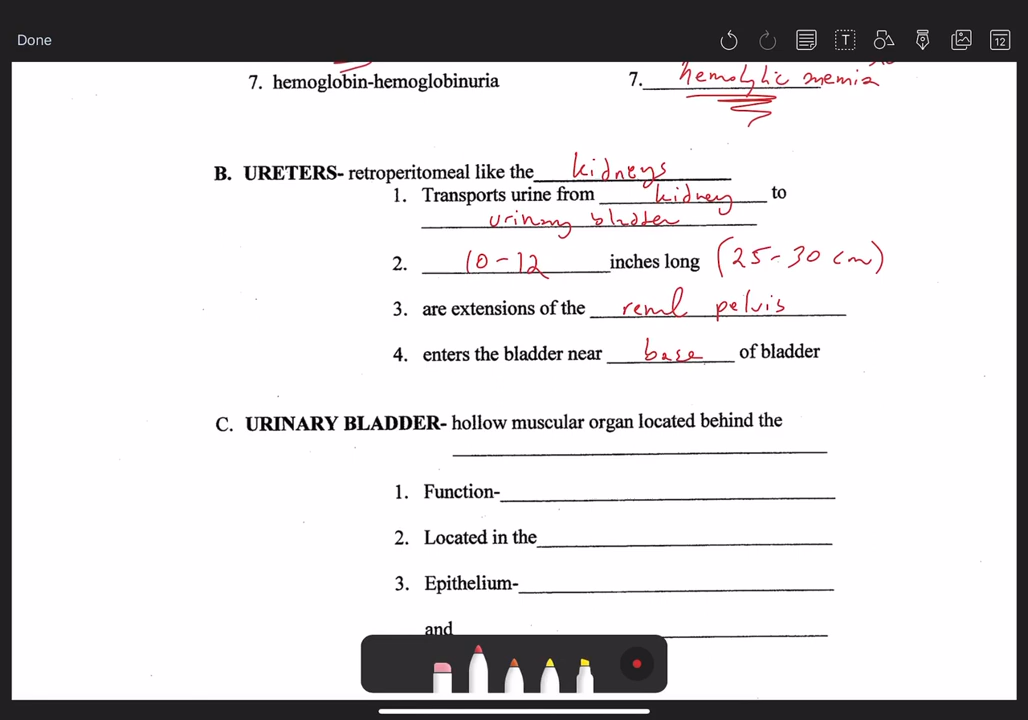 Done
12
7. hemoglobin-hemoglobinuria 7. hemolytic anemia
B. URETERS- retroperitomeal like the kidneys
1. Transports urine from kidney to
urinary bladder
2. 10-12 inches long (25-30 cm)
3. are extensions of the renal pelvis
4. enters the bladder near base of bladder
C. URINARY BLADDER- hollow muscular organ located behind the
1. Function-
2. Located in the
3. Epithelium-
and